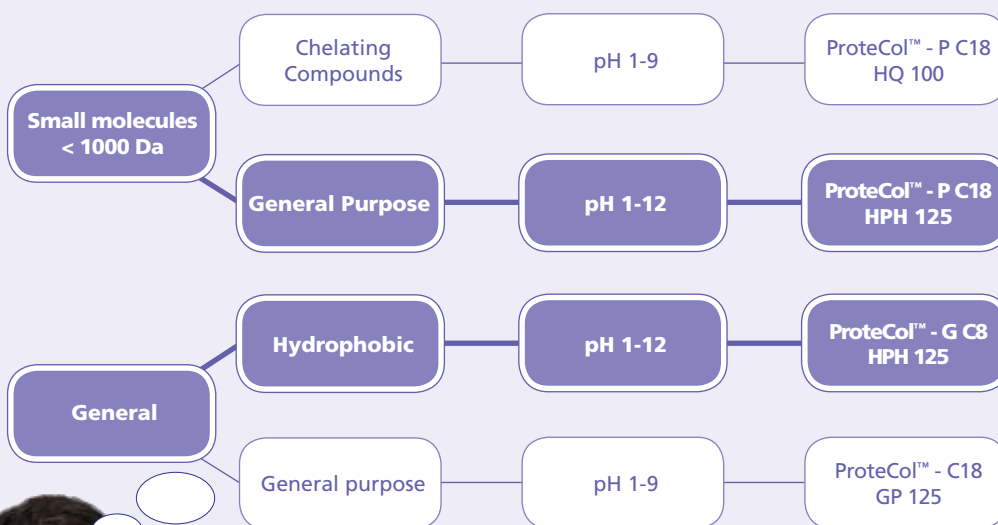 Chelating
Compounds
pH 1-9
ProteCol™ - P C18
HQ 100
Small molecules
< 1000 Da
General Purpose
pH 1-12
ProteCol™ - P C18
HPH 125
Hydrophobic
pH 1-12
ProteCol™ - G C8
HPH 125
General
General purpose
pH 1-9
ProteCol™ - C18
GP 125